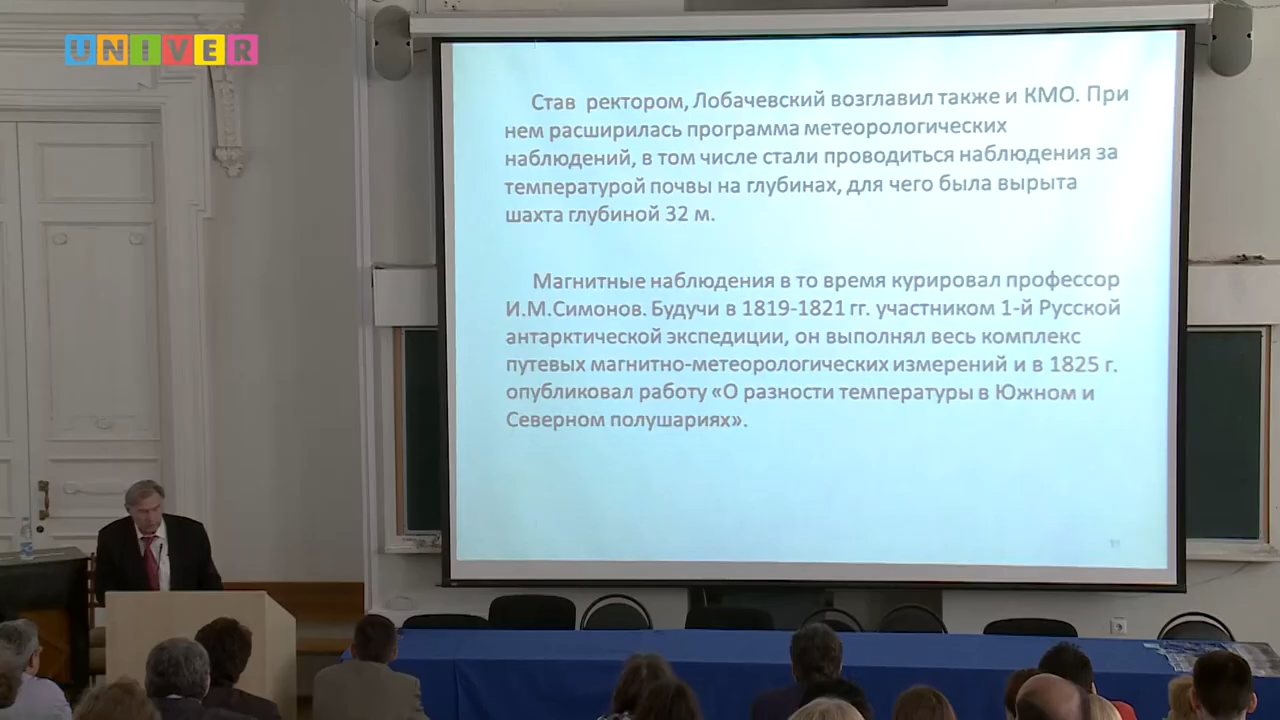 UNIVER
Став ректором, Лобачевский возглавил также и КМО. При
нем расширилась программа метеорологических
наблюдений, в том числе стали проводиться наблюдения за
температурой почвы на глубинах, для чего была вырыта
шахта глубиной 32 м.
Магнитные наблюдения в то время курировал профессор
И.М.Симонов. Будучи в 1819-1821 гг. участником 1-й Русской
антарктической экспедиции, он выполнял весь комплекс
путевых магнитно-метеорологических измерений и в 1825 г.
опубликовал работу «О разности температуры в Южном и
Северном полушариях».